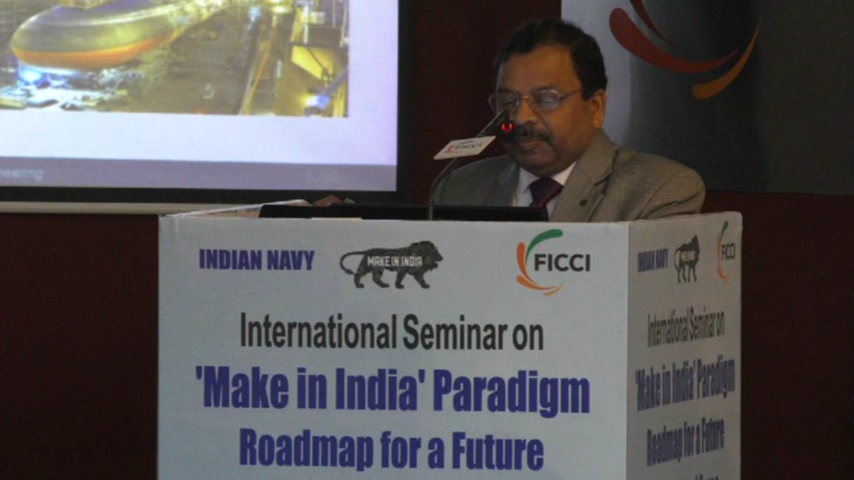 eering
FICCI
INDIAN NAVY
MAKE IN INDIA
FICCI
International Seminar on
'Make in India' Paradigm
Roadmap for a Future
INDIAN NAVY
FICCI
International Seminar on
'Make in India' Paradigm
Roadmap for a Future